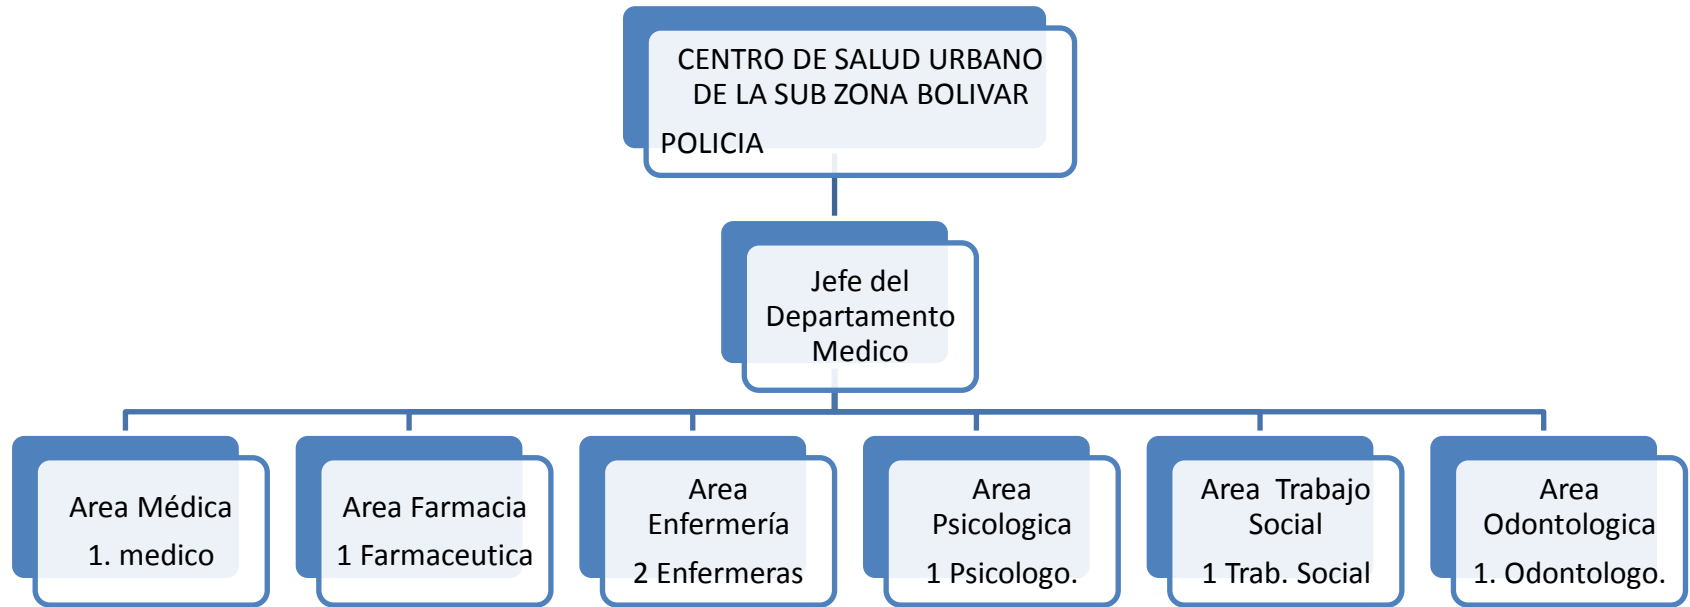 CENTRO DE SALUD URBANO
DE LA SUB ZONA BOLIVAR
POLICIA
Jefe del
Departamento
Medico
Area Médica
1. medico
Area Farmacia
1 Farmaceutica
Area
Enfermería
2 Enfermeras
Area
Psicologica
1 Psicologo.
Area  Trabajo
Social
1 Trab. Social
Area
Odontologica
1. Odontologo.